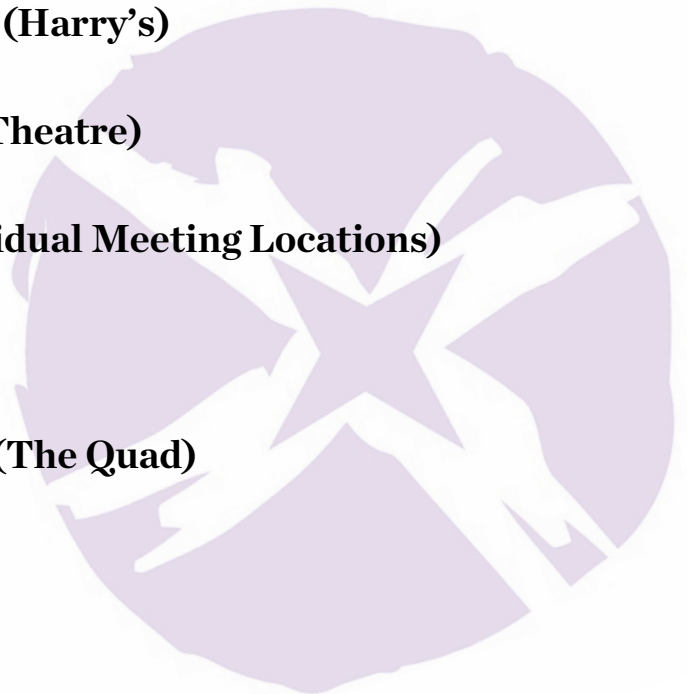 (Harry’s)
Theatre)
idual Meeting Locations)
(The Quad)